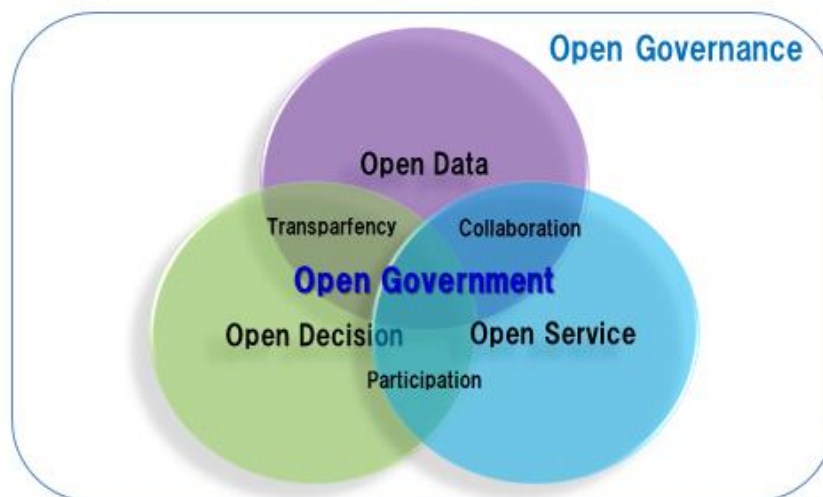 Open Governance
Open Data
Transparfency
Collaboration
Open Government
Open Decision
Open Service
Participation